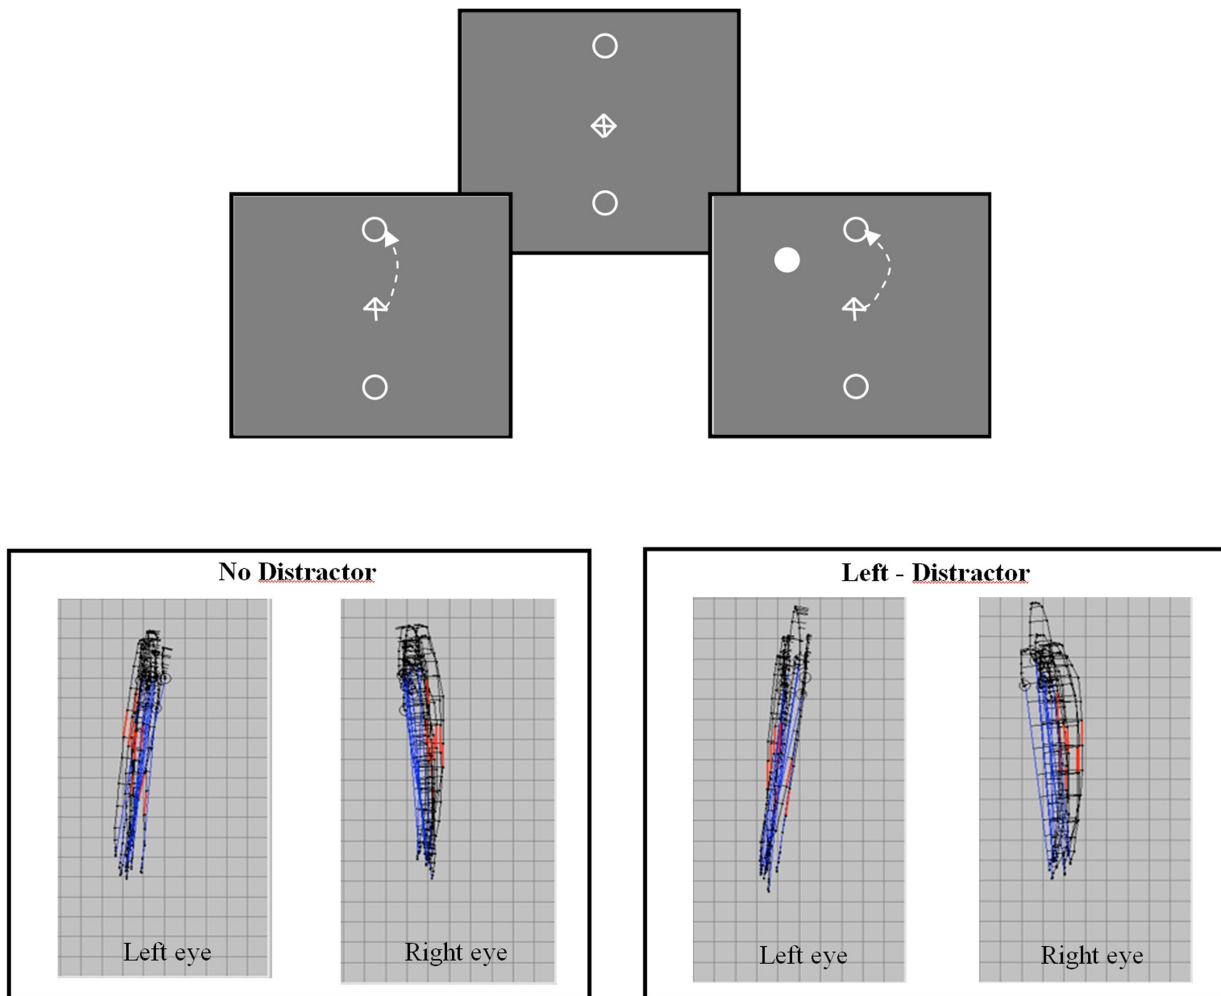 No Distractor
Left - Distractor
Left eye
Right eye
Left eye
Right eye